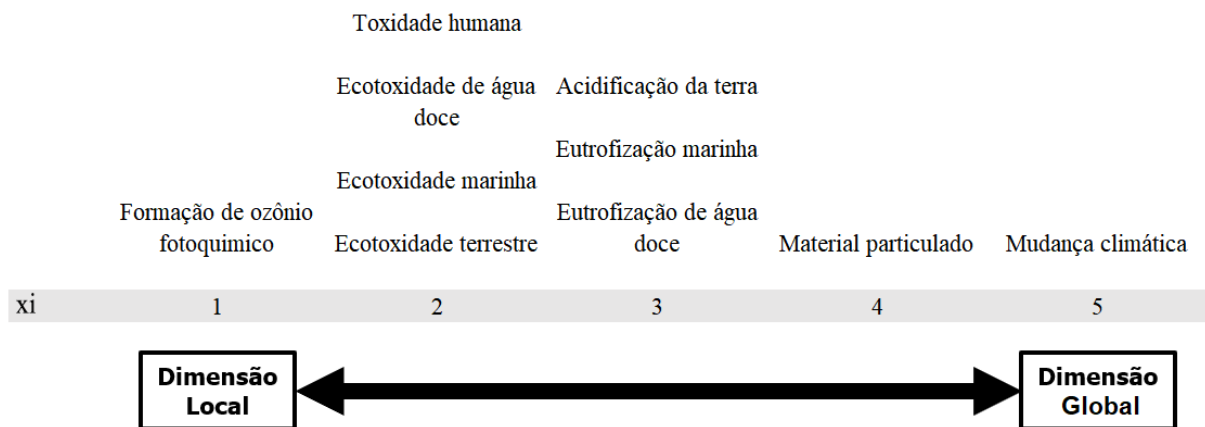 Toxidade humana
Ecotoxidade de água
doce
Acidificação da terra
Eutrofização marinha
Ecotoxidade marinha
Formação de ozônio
fotoquimico
Ecotoxidade terrestre
Eutrofização de água
doce
Material particulado
Mudança climática
xi 1 2 3 4 5
Dimensão
Local
Dimensão
Global